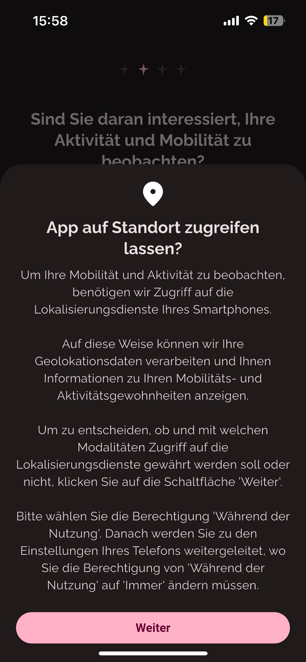 15:58
17
Sind Sie daran interessiert, Ihre
Aktivität und Mobilität zu
beobachten?
App auf Standort zugreifen
lassen?
Um Ihre Mobilität und Aktivität zu beobachten,
benötigen wir Zugriff auf die
Lokalisierungsdienste Ihres Smartphones.
Auf diese Weise können wir Ihre
Geolokationsdaten verarbeiten und Ihnen
Informationen zu Ihren Mobilitäts- und
Aktivitätsgewohnheiten anzeigen.
Um zu entscheiden, ob und mit welchen
Modalitäten Zugriff auf die
Lokalisierungsdienste gewährt werden soll oder
nicht, klicken Sie auf die Schaltfläche 'Weiter'.
Bitte wählen Sie die Berechtigung 'Während der
Nutzung'. Danach werden Sie zu den
Einstellungen Ihres Telefons weitergeleitet, wo
Sie die Berechtigung von 'Während der
Nutzung' auf 'Immer' ändern müssen.
Weiter